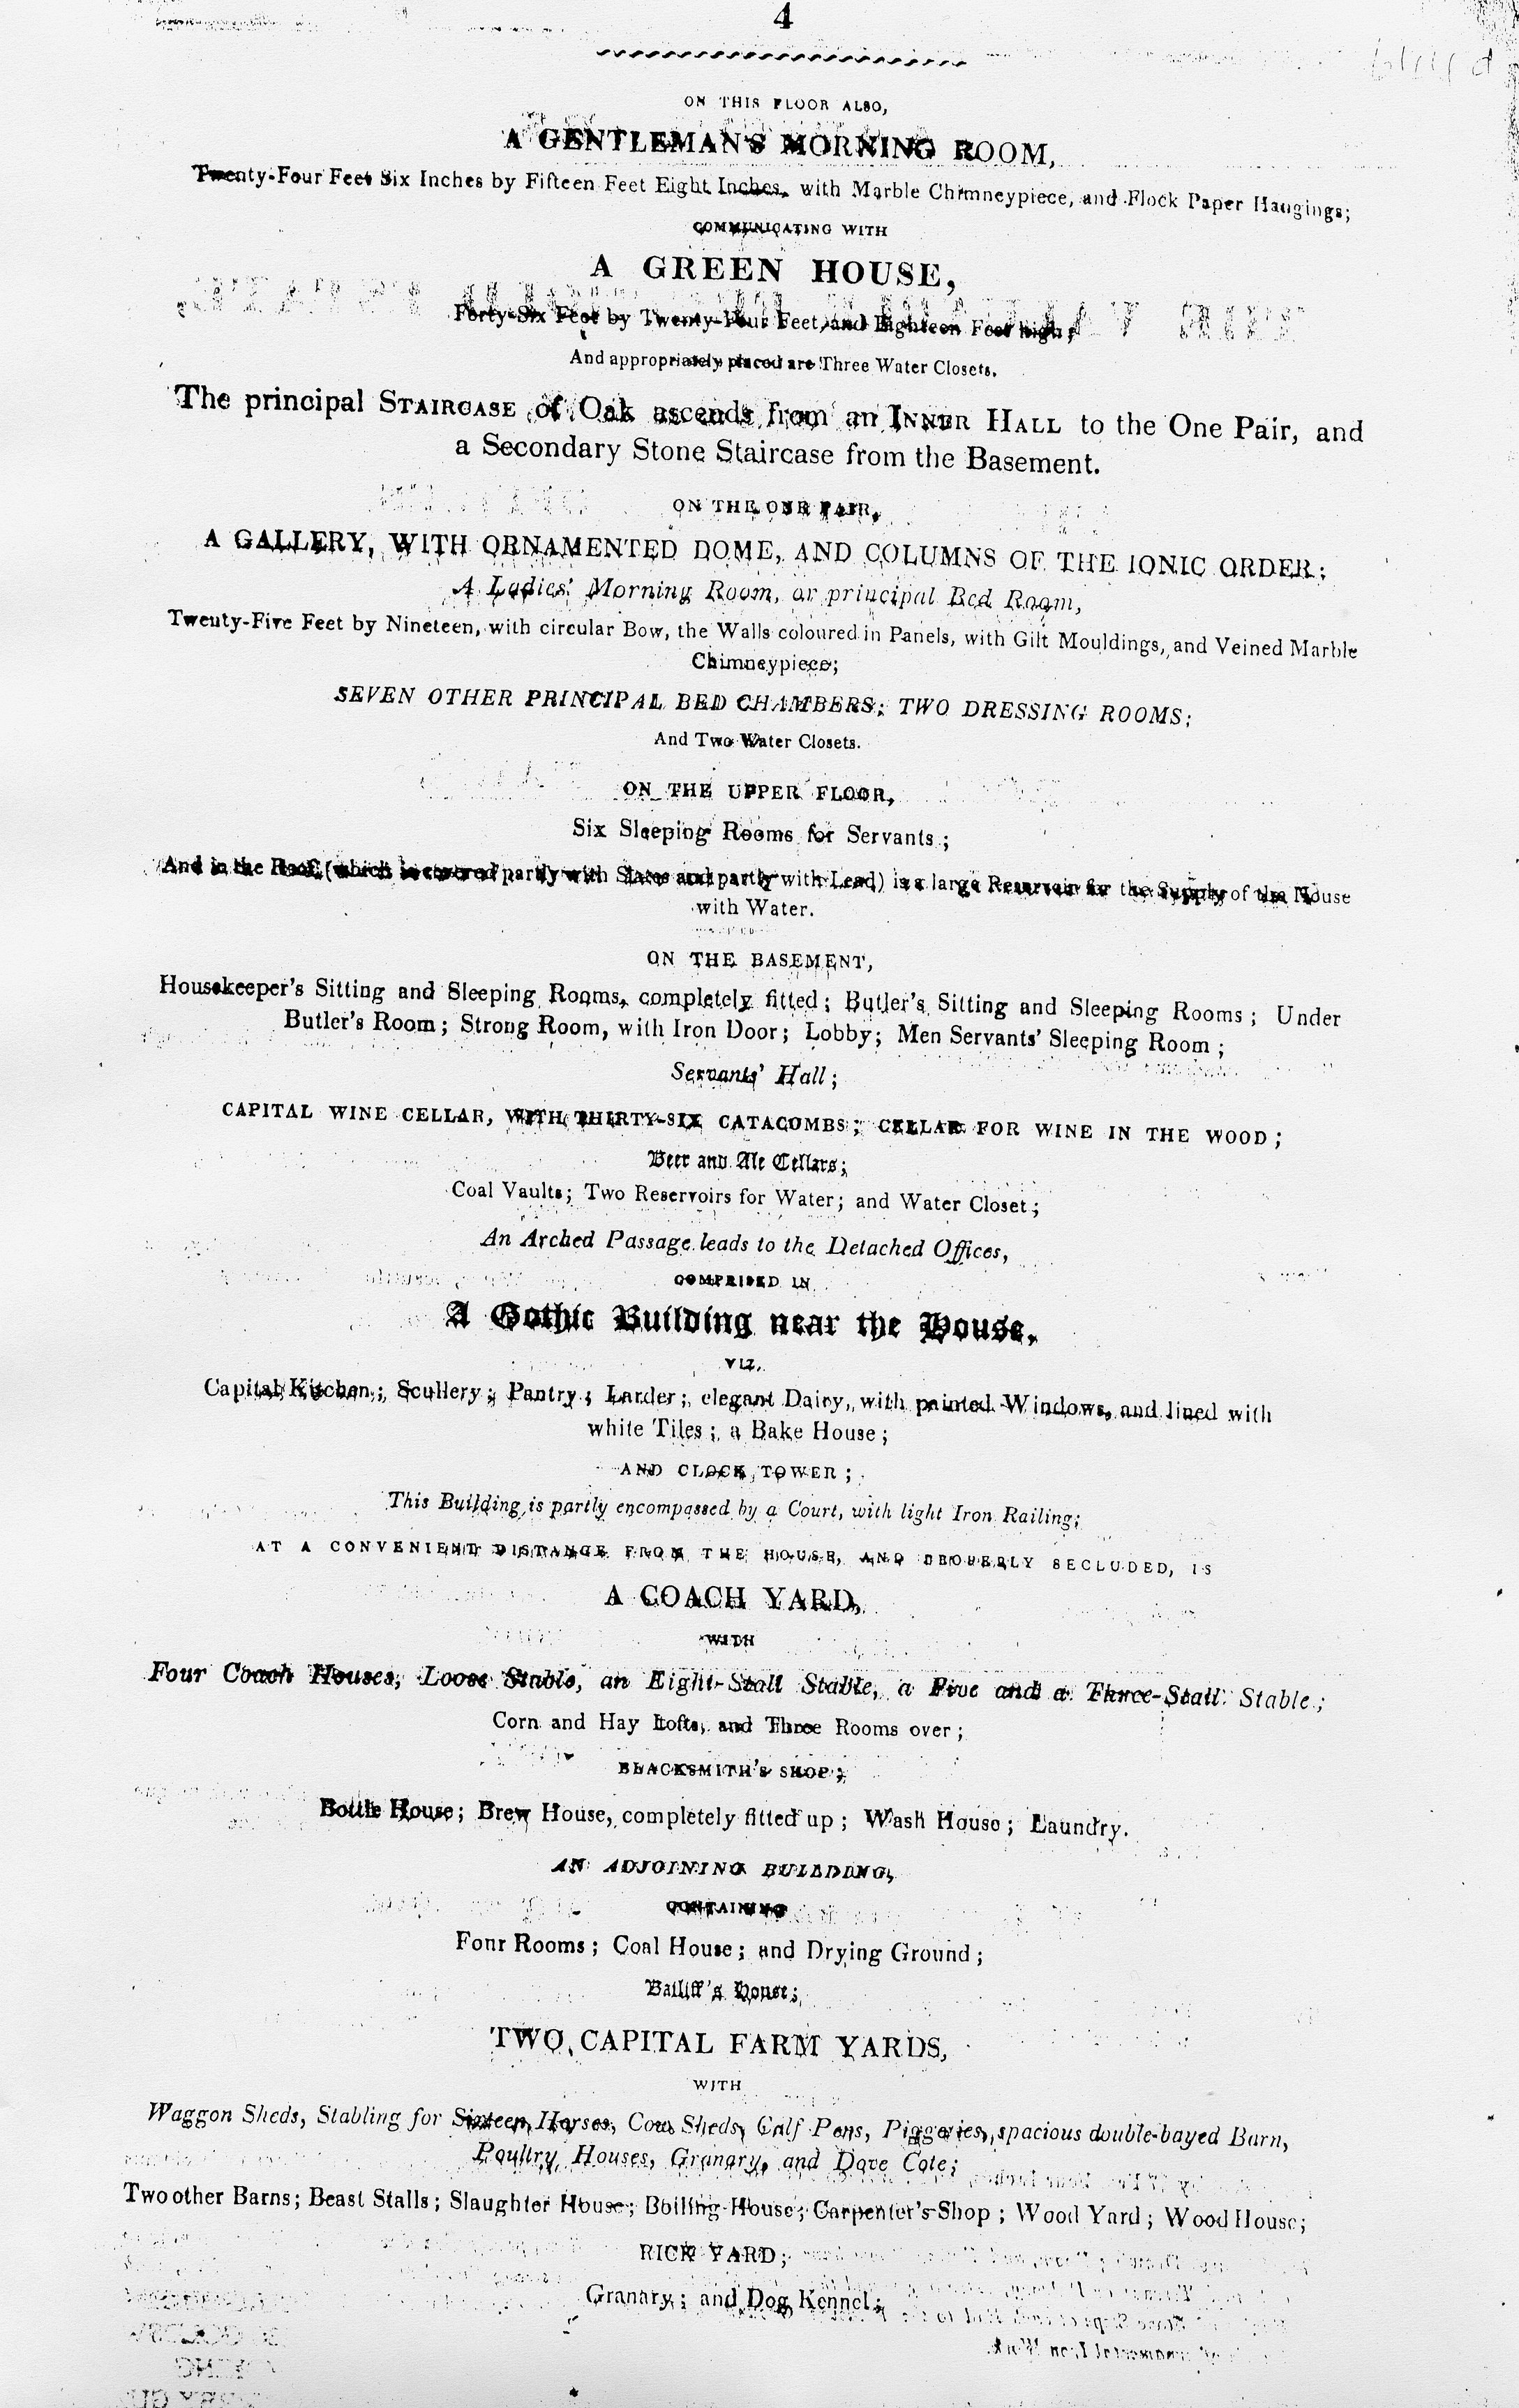 4
ON THIS FLOOR ALSO,
A GENTLEMAN'S MORNING ROOM,
Twenty-Four Feet Six Inches by Fifteen Feet Eight Inches, with Marble Chimneypiece, and Flock Paper Hangings;
COMMUNICATING WITH
A GREEN HOUSE,
Forty-Six Feet by Twenty-Four Feet, and Eighteen Feet high;
And appropriately placed are Three Water Closets.
The principal STAIRCASE of Oak ascends from an INNER HALL to the One Pair, and
a Secondary Stone Staircase from the Basement.
ON THE ONE PAIR,
A GALLERY, WITH ORNAMENTED DOME, AND COLUMNS OF THE IONIC ORDER;
A Ladies' Morning Room, or principal Bed Room,
Twenty-Five Feet by Nineteen, with circular Bow, the Walls coloured in Panels, with Gilt Mouldings, and Veined Marble
Chimneypiece;
SEVEN OTHER PRINCIPAL BED CHAMBERS; TWO DRESSING ROOMS;
And Two Water Closets.
ON THE UPPER FLOOR,
Six Sleeping Rooms for Servants;
And in the Roof, (which is covered partly with Slates and partly with Lead) is a large Reservoir for the Supply of the House
with Water.
ON THE BASEMENT,
Housekeeper's Sitting and Sleeping Rooms, completely fitted; Butler's Sitting and Sleeping Rooms; Under
Butler's Room; Strong Room, with Iron Door; Lobby; Men Servants' Sleeping Room;
Servants' Hall;
CAPITAL WINE CELLAR, WITH THIRTY-SIX CATACOMBS; CELLAR FOR WINE IN THE WOOD;
Beer and Ale Cellars;
Coal Vaults; Two Reservoirs for Water; and Water Closet;
An Arched Passage leads to the Detached Offices,
COMPRISED IN
A Gothic Building near the House,
VIZ.
Capital Kitchen; Scullery; Pantry; Larder; elegant Dairy, with painted Windows, and lined with
white Tiles; a Bake House;
AND CLOCK TOWER;
This Building is partly encompassed by a Court, with light Iron Railing;
AT A CONVENIENT DISTANCE FROM THE HOUSE, AND PROPERLY SECLUDED, IS
A COACH YARD,
WITH
Four Coach Houses, Loose Stable, an Eight-Stall Stable, a Five and a Three-Stall Stable;
Corn and Hay Lofts, and Three Rooms over;
BLACKSMITH'S SHOP;
Bottle House; Brew House, completely fitted up; Wash House; Laundry.
AN ADJOINING BUILDING,
CONTAINING
Four Rooms; Coal House; and Drying Ground;
Bailiff's House;
TWO CAPITAL FARM YARDS,
WITH
Waggon Sheds, Stabling for Sixteen Horses, Cow Sheds, Calf Pens, Piggeries, spacious double-bayed Barn,
Poultry Houses, Granary, and Dove Cote;
Two other Barns; Beast Stalls; Slaughter House; Boiling House; Carpenter's Shop; Wood Yard; Wood House;
RICK YARD;
Granary; and Dog Kennel;